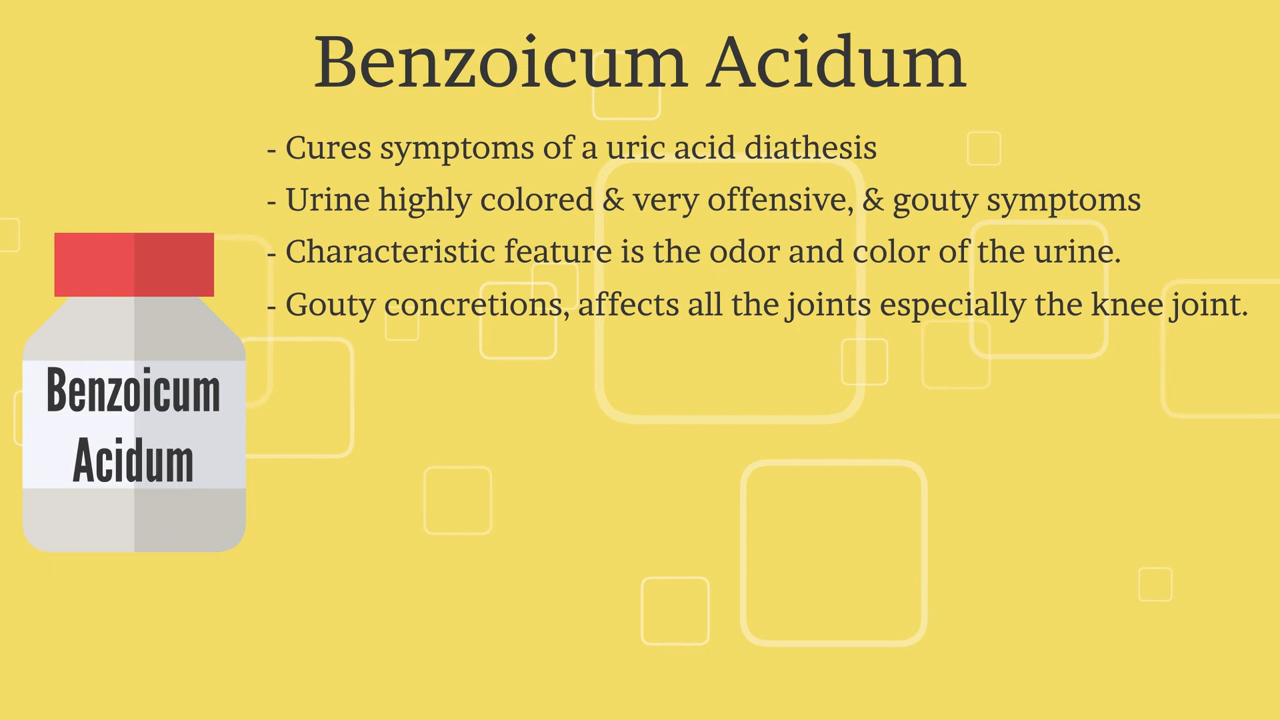 Benzoicum Acidum
- Cures symptoms of a uric acid diathesis
- Urine highly colored & very offensive, & gouty symptoms
- Characteristic feature is the odor and color of the urine.
- Gouty concretions, affects all the joints especially the knee joint.
Benzoicum
Acidum